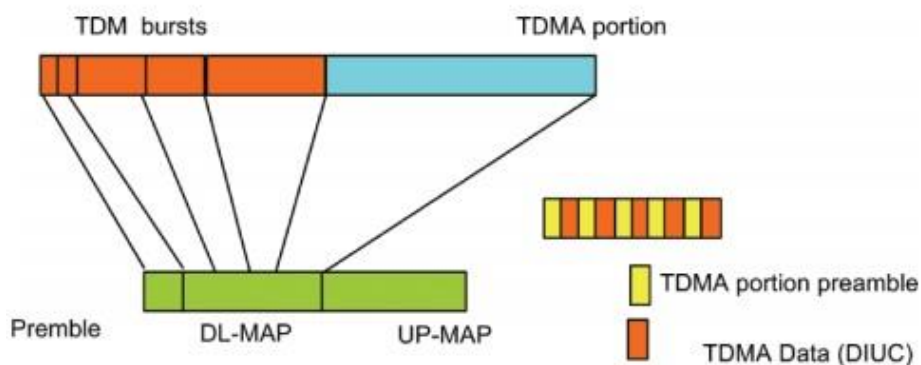 TDM bursts
TDMA portion
TDMA portion preamble
Premble
DL-MAP
UP-MAP
TDMA Data (DIUC)